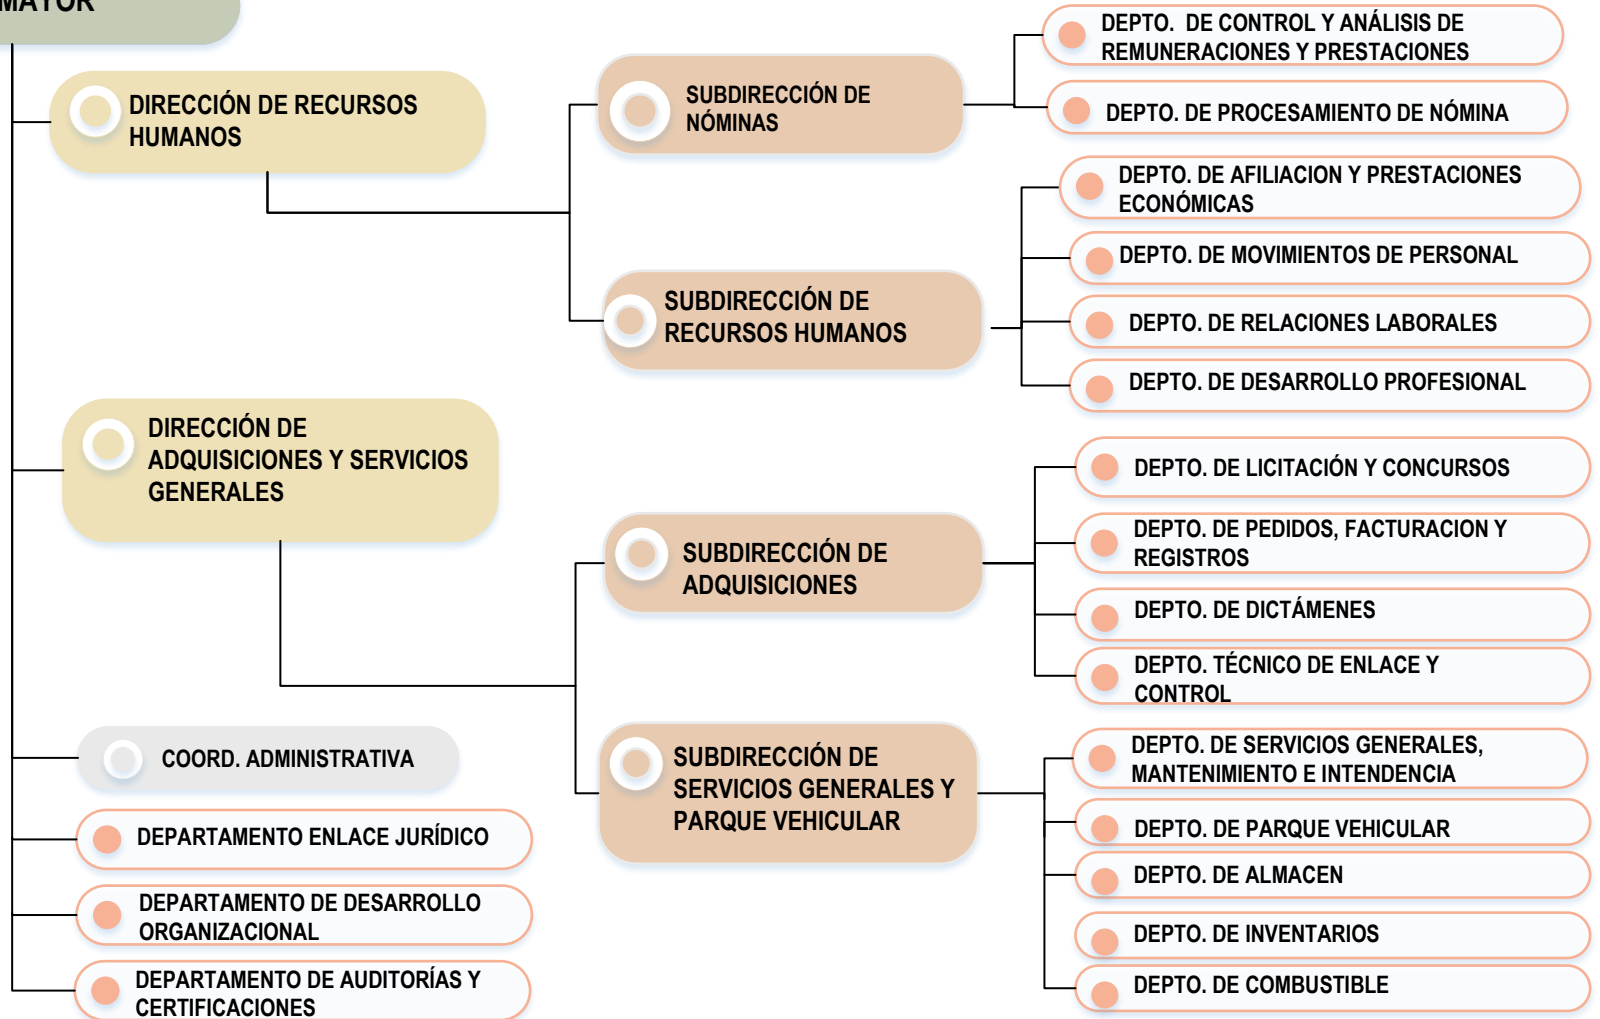 MAYOR
DIRECCIÓN DE RECURSOS
HUMANOS
SUBDIRECCIÓN DE
NÓMINAS
DEPTO. DE CONTROL Y ANÁLISIS DE
REMUNERACIONES Y PRESTACIONES
DEPTO. DE PROCESAMIENTO DE NÓMINA
SUBDIRECCIÓN DE
RECURSOS HUMANOS
DEPTO. DE AFILIACION Y PRESTACIONES
ECONÓMICAS
DEPTO. DE MOVIMIENTOS DE PERSONAL
DEPTO. DE RELACIONES LABORALES
DEPTO. DE DESARROLLO PROFESIONAL
DIRECCIÓN DE
ADQUISICIONES Y SERVICIOS
GENERALES
SUBDIRECCIÓN DE
ADQUISICIONES
DEPTO. DE LICITACIÓN Y CONCURSOS
DEPTO. DE PEDIDOS, FACTURACION Y
REGISTROS
DEPTO. DE DICTÁMENES
DEPTO. TÉCNICO DE ENLACE Y
CONTROL
SUBDIRECCIÓN DE
SERVICIOS GENERALES Y
PARQUE VEHICULAR
DEPTO. DE SERVICIOS GENERALES,
MANTENIMIENTO E INTENDENCIA
DEPTO. DE PARQUE VEHICULAR
DEPTO. DE ALMACEN
DEPTO. DE INVENTARIOS
DEPTO. DE COMBUSTIBLE
COORD. ADMINISTRATIVA
DEPARTAMENTO ENLACE JURÍDICO
DEPARTAMENTO DE DESARROLLO
ORGANIZACIONAL
DEPARTAMENTO DE AUDITORÍAS Y
CERTIFICACIONES